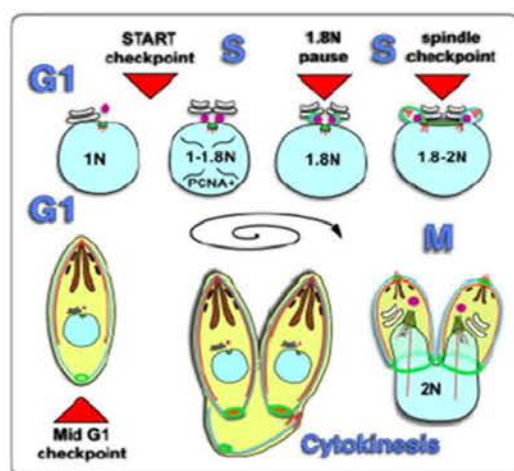 START
checkpoint
S
1.8N
pause
S
spindle
checkpoint
G1
1N
1-1.8N
PCNA+
1.8N
1.8-2N
G1
M
2N
Mid G1
checkpoint
Cytokinesis